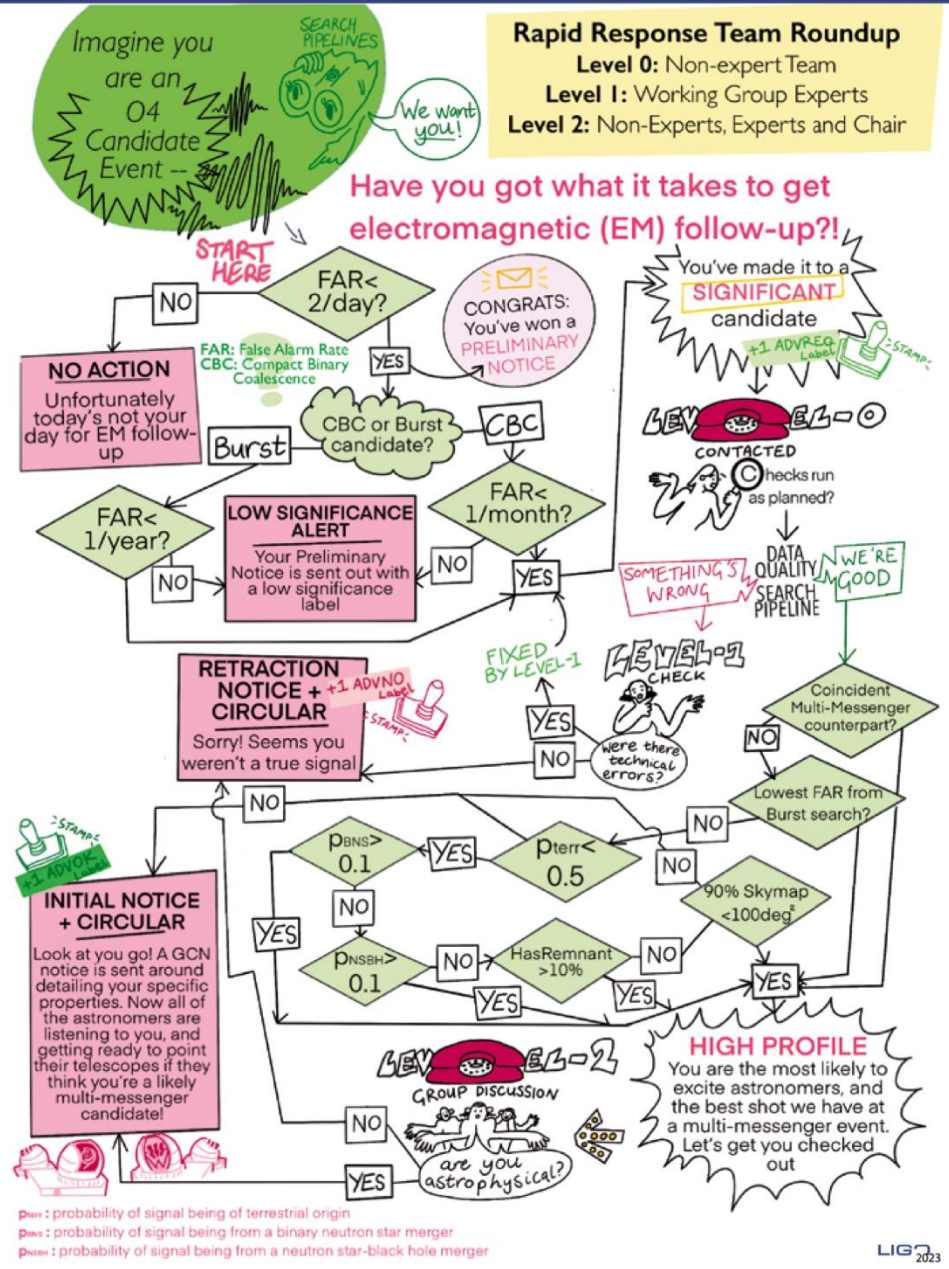 Imagine you
are an
O4
Candidate
Event --
SEARCH
PIPELINES
We want
you!
Rapid Response Team Roundup
Level 0: Non-expert Team
Level 1: Working Group Experts
Level 2: Non-Experts, Experts and Chair
Have you got what it takes to get
electromagnetic (EM) follow-up?!
START
HERE
FAR<
2/day?
NO
YES
CONGRATS:
You've won a
PRELIMINARY
NOTICE
You've made it to a
SIGNIFICANT
candidate
+1 ADVREQ
Label
STAMP
NO ACTION
Unfortunately
today's not your
day for EM follow-
up
FAR: False Alarm Rate
CBC: Compact Binary
Coalescence
CBC or Burst
candidate?
Burst
CBC
LEVEL-0
CONTACTED
Checks run
as planned?
FAR<
1/year?
NO
LOW SIGNIFICANCE
ALERT
Your Preliminary
Notice is sent out with
a low significance
label
FAR<
1/month?
NO
YES
DATA
QUALITY
SEARCH
PIPELINE
SOMETHING'S
WRONG
WE'RE
GOOD
FIXED
BY LEVEL-1
LEVEL-1
CHECK
Were there
technical
errors?
YES
NO
RETRACTION
NOTICE +
CIRCULAR
Sorry! Seems you
weren't a true signal
+1 ADVNO
Label
STAMP
Coincident
Multi-Messenger
counterpart?
NO
Lowest FAR from
Burst search?
NO
pterr<
0.5
NO
YES
pBNS>
0.1
NO
YES
pNSBH>
0.1
NO
YES
HasRemnant
>10%
NO
YES
90% Skymap
<100deg²
NO
YES
STAMP
+1 ADVOK
Label
INITIAL NOTICE
+ CIRCULAR
Look at you go! A GCN
notice is sent around
detailing your specific
properties. Now all of
the astronomers are
listening to you, and
getting ready to point
their telescopes if they
think you're a likely
multi-messenger
candidate!
HIGH PROFILE
You are the most likely to
excite astronomers, and
the best shot we have at
a multi-messenger event.
Let's get you checked
out
LEVEL-2
GROUP DISCUSSION
are you
astrophysical?
NO
YES
pterr : probability of signal being of terrestrial origin
pBNS : probability of signal being from a binary neutron star merger
pNSBH : probability of signal being from a neutron star-black hole merger
LIGO
2023